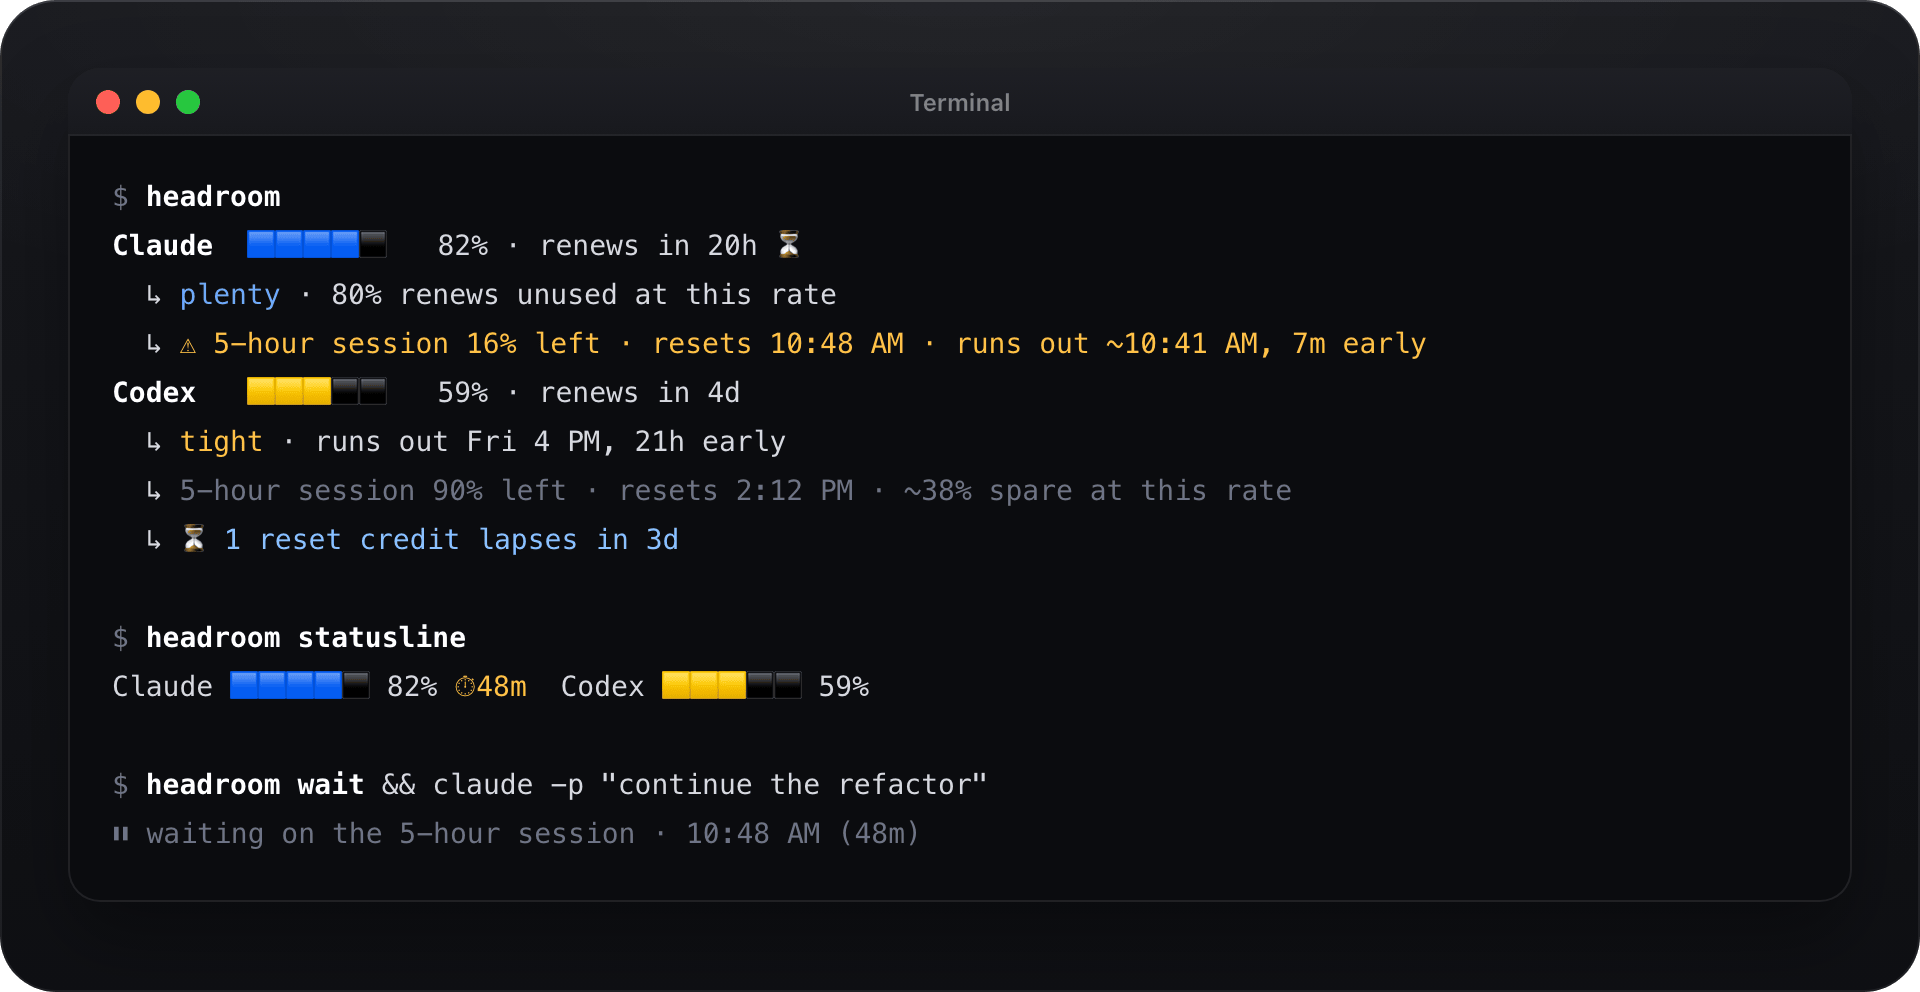 Terminal
$ headroom
Claude 🟦🟦🟦🟦⬛ 82% · renews in 20h ⏳
↳ plenty · 80% renews unused at this rate
↳ ⚠ 5-hour session 16% left · resets 10:48 AM · runs out ~10:41 AM, 7m early
Codex 🟨🟨🟨⬛⬛ 59% · renews in 4d
↳ tight · runs out Fri 4 PM, 21h early
↳ 5-hour session 90% left · resets 2:12 PM · ~38% spare at this rate
↳ ⏳ 1 reset credit lapses in 3d
$ headroom statusline
Claude 🟦🟦🟦🟦⬛ 82% ⏱48m Codex 🟨🟨🟨⬛⬛ 59%
$ headroom wait && claude -p "continue the refactor"
⏸ waiting on the 5-hour session · 10:48 AM (48m)